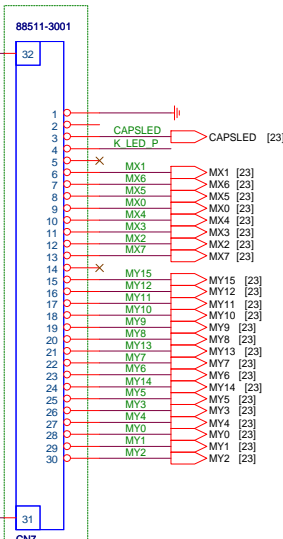 88511-3001
32
1
2
3 CAPSLED CAPSLED [23]
4 K_LED_P
5
6 MX1 MX1 [23]
7 MX6 MX6 [23]
8 MX5 MX5 [23]
9 MX0 MX0 [23]
10 MX4 MX4 [23]
11 MX3 MX3 [23]
12 MX2 MX2 [23]
13 MX7 MX7 [23]
14
15 MY15 MY15 [23]
16 MY12 MY12 [23]
17 MY11 MY11 [23]
18 MY10 MY10 [23]
19 MY9 MY9 [23]
20 MY8 MY8 [23]
21 MY13 MY13 [23]
22 MY7 MY7 [23]
23 MY6 MY6 [23]
24 MY14 MY14 [23]
25 MY5 MY5 [23]
26 MY3 MY3 [23]
27 MY4 MY4 [23]
28 MY0 MY0 [23]
29 MY1 MY1 [23]
30 MY2 MY2 [23]
31
CN7